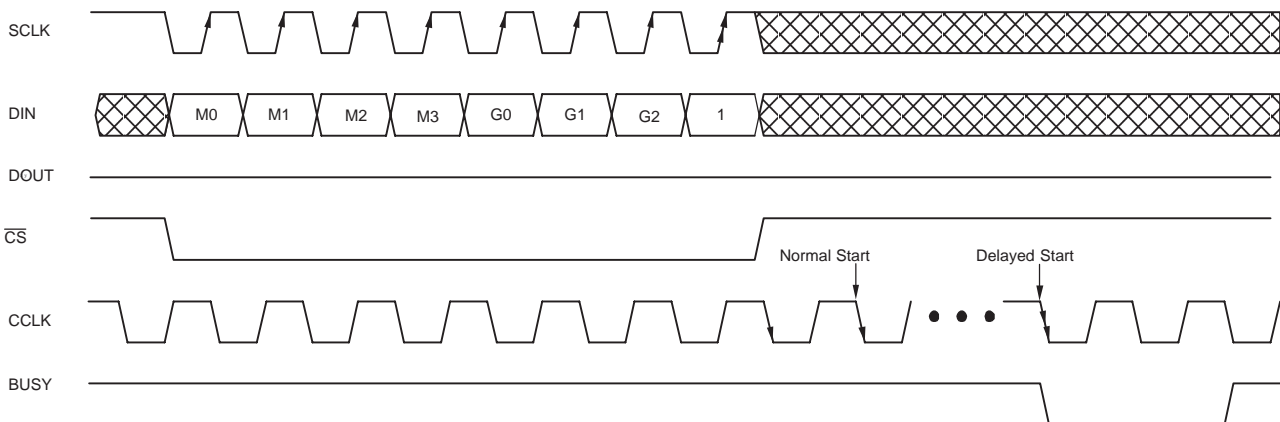 SCLK
DIN M0 M1 M2 M3 G0 G1 G2 1
DOUT
CS
Normal Start Delayed Start
CCLK
BUSY